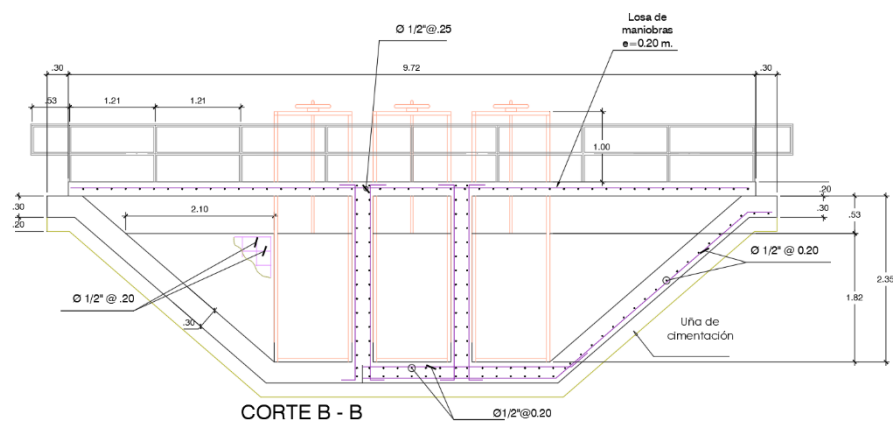 Ø 1/2"@.25
Losa de
maniobras
e=0.20 m.
.30
9.72
.30
.53
1.21
1.21
1.00
.20
.30
.20
2.10
.30
.53
Ø 1/2" @ 0.20
2.35
1.82
Ø 1/2" @ .20
.30
Uña de
cimentación
CORTE B - B
Ø1/2"@0.20